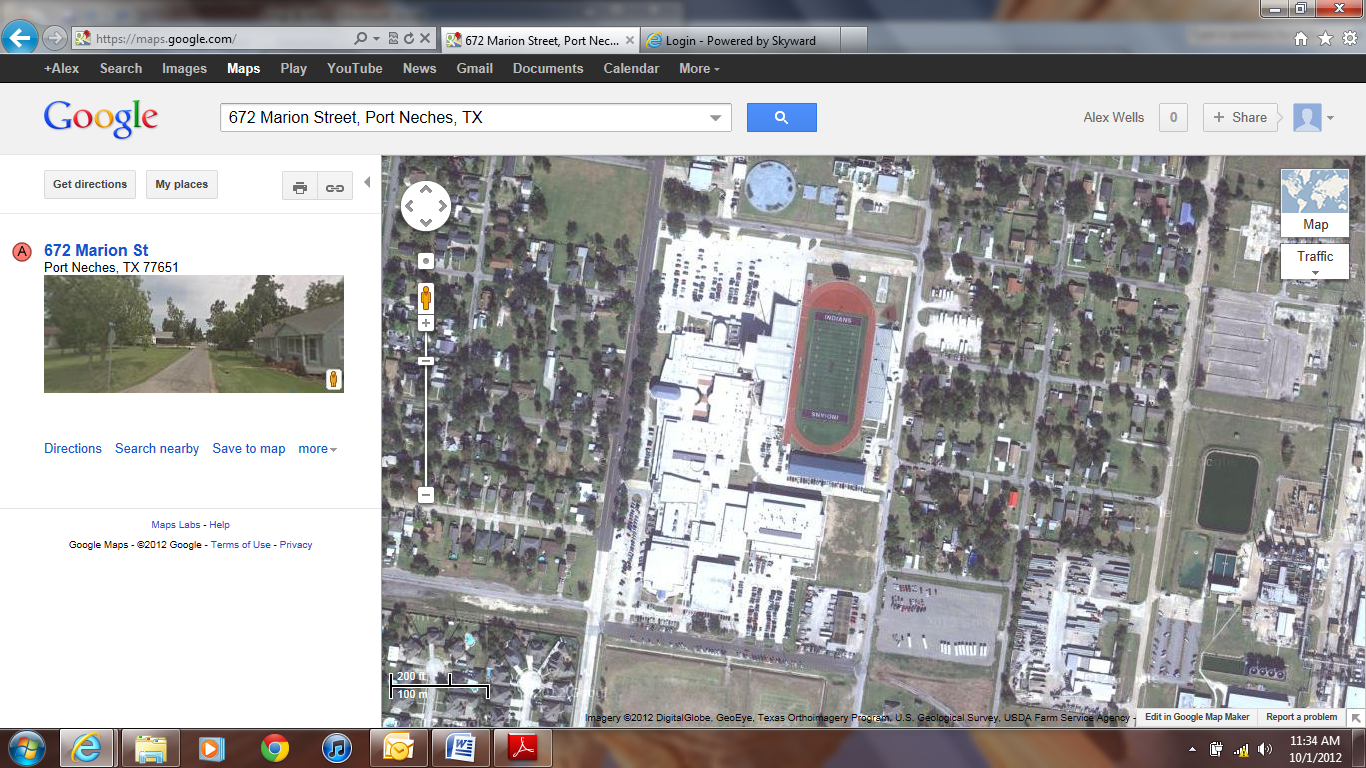 https://maps.google.com/
672 Marion Street, Port Nec...
Login - Powered by Skyward
+Alex Search Images Maps Play YouTube News Gmail Documents Calendar More
Google
672 Marion Street, Port Neches, TX
Alex Wells
0
+ Share
Get directions
My places
A
672 Marion St
Port Neches, TX 77651
Directions Search nearby Save to map more
Maps Labs - Help
Google Maps - ©2012 Google - Terms of Use - Privacy
Map
Traffic
INDIANS
INDIANS
200 ft
100 m
Imagery ©2012 DigitalGlobe, GeoEye, Texas Orthoimagery Program, U.S. Geological Survey, USDA Farm Service Agency -
Edit in Google Map Maker
Report a problem
11:34 AM
10/1/2012